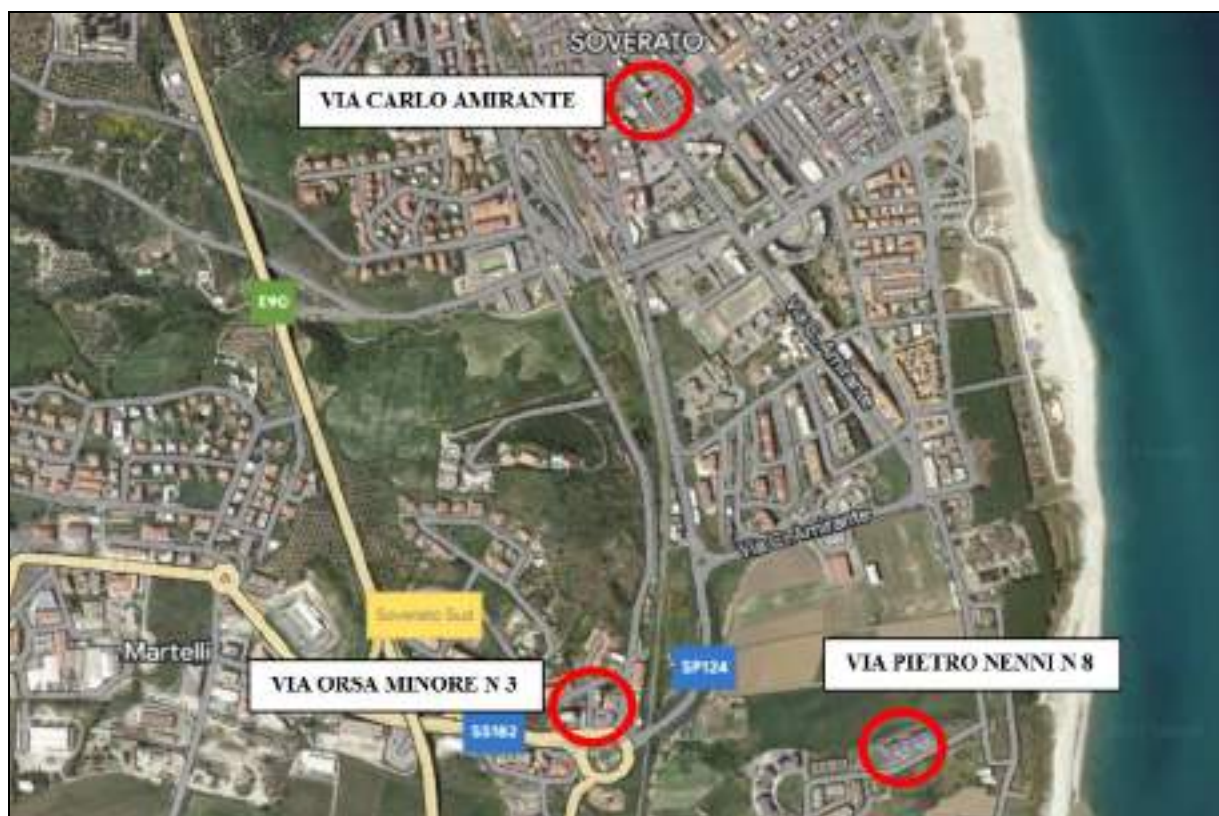 SOVERATO
VIA CARLO AMIRANTE
E90
Via C. Amirante
Via C. Amirante
Soverato Sud
Martelli
VIA ORSA MINORE N 3
SP124
VIA PIETRO NENNI N 8
SS182